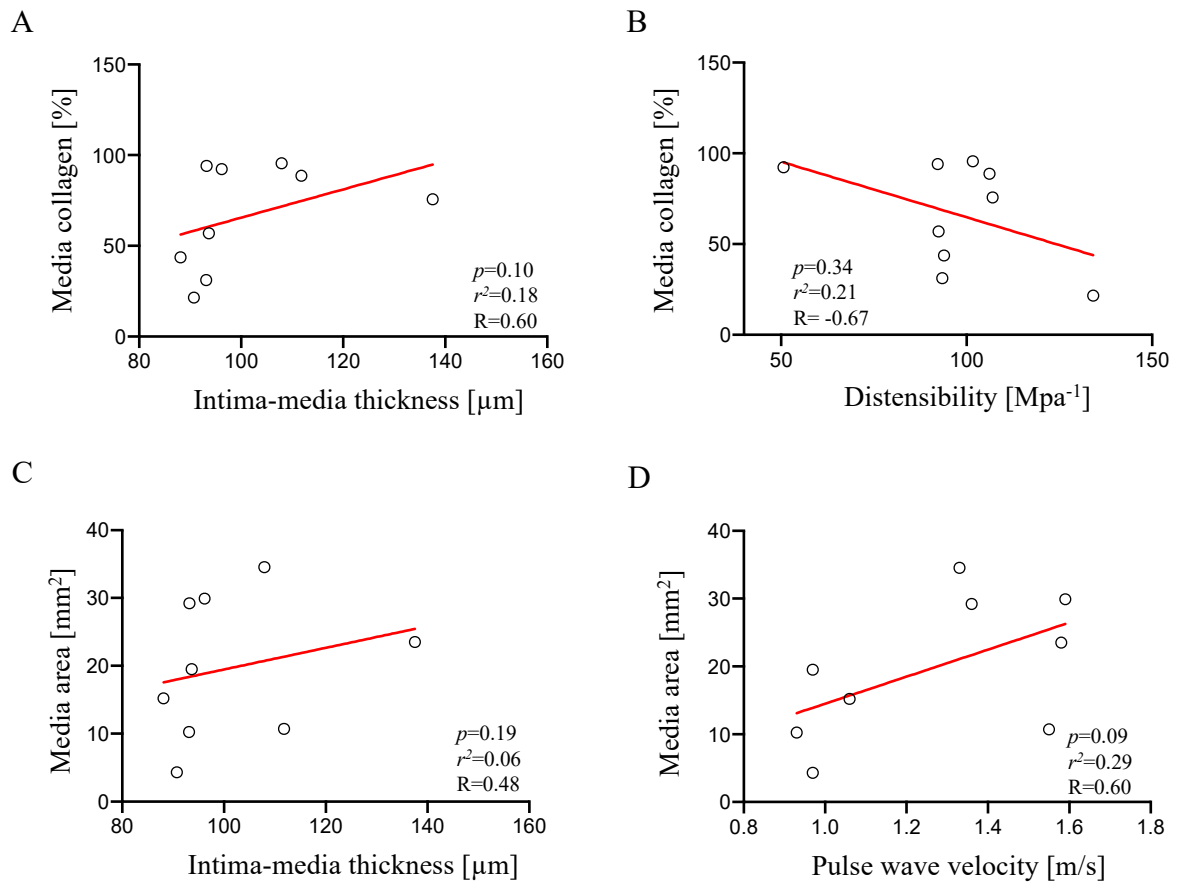 A
150
100
50
0
Media collagen [%]
p=0.10
r²=0.18
R=0.60
80 100 120 140 160
Intima-media thickness [µm]
B
150
100
50
0
Media collagen [%]
p=0.34
r²=0.21
R= -0.67
50 100 150
Distensibility [Mpa⁻¹]
C
40
30
20
10
0
Media area [mm²]
p=0.19
r²=0.06
R=0.48
80 100 120 140 160
Intima-media thickness [µm]
D
40
30
20
10
0
Media area [mm²]
p=0.09
r²=0.29
R=0.60
0.8 1.0 1.2 1.4 1.6 1.8
Pulse wave velocity [m/s]